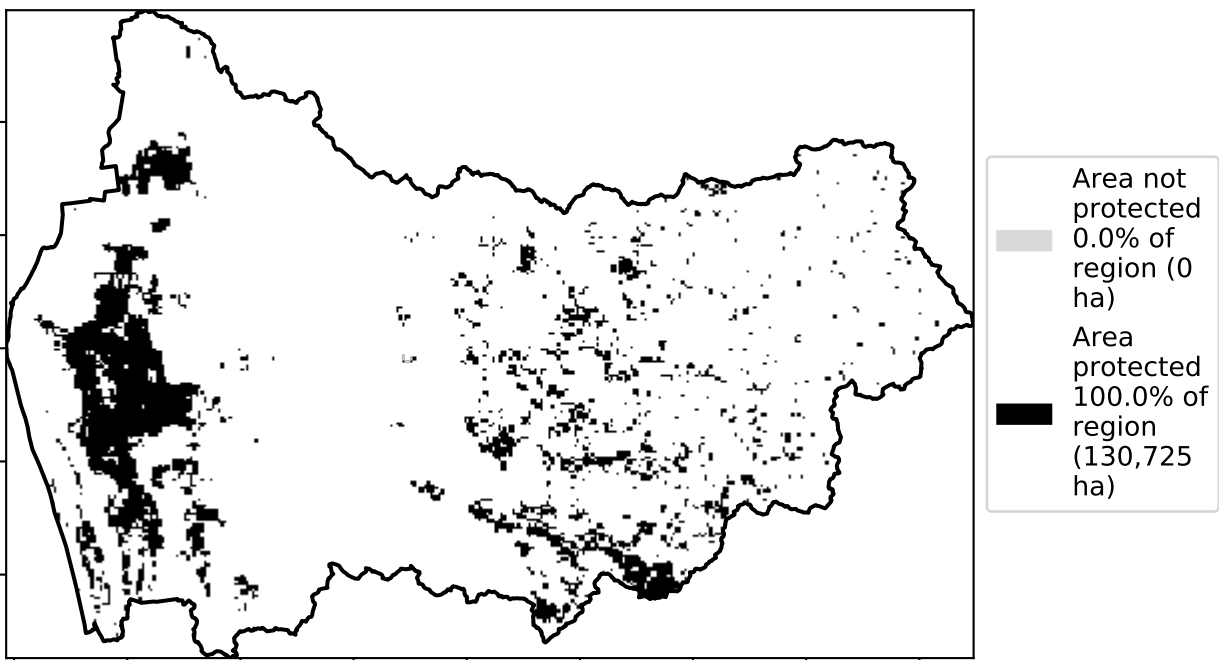 Area not
protected
0.0% of
region (0
ha)
Area
protected
100.0% of
region
(130,725
ha)